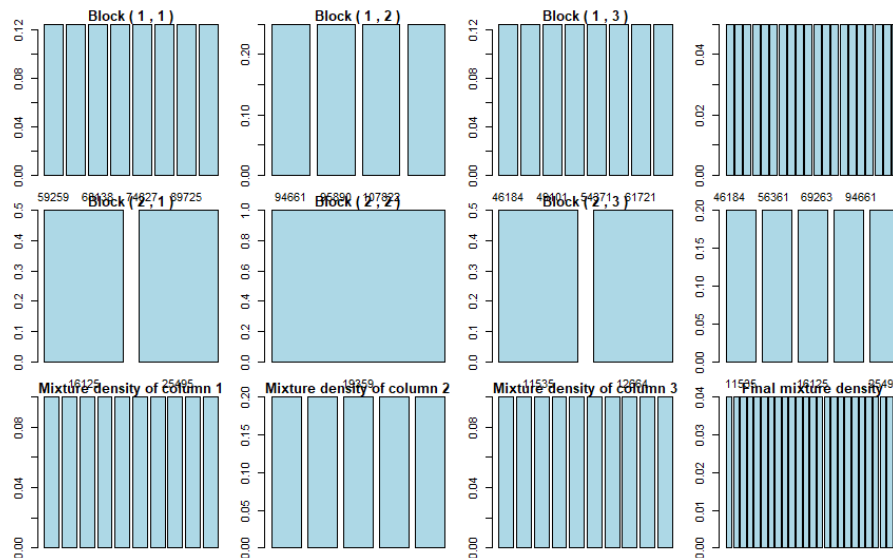 Block ( 1 , 1 )
Block ( 1 , 2 )
Block ( 1 , 3 )
0.00 0.04 0.08 0.12
0.00 0.10 0.20
0.00 0.04 0.08 0.12
0.00 0.02 0.04
59259 74827 89725
94661 95890 107822
46184 49101 54371 61721
46184 56361 69263 94661
Block ( 2 , 1 )
Block ( 2 , 2 )
Block ( 2 , 3 )
0.0 0.1 0.2 0.3 0.4 0.5
0.0 0.2 0.4 0.6 0.8 1.0
0.0 0.1 0.2 0.3 0.4 0.5
0.00 0.05 0.10 0.15 0.20
16125 25495
19259
11535 12664
11535 16125
Mixture density of column 1
Mixture density of column 2
Mixture density of column 3
Final mixture density
0.00 0.04 0.08
0.00 0.05 0.10 0.15 0.20
0.00 0.04 0.08
0.00 0.01 0.02 0.03 0.04